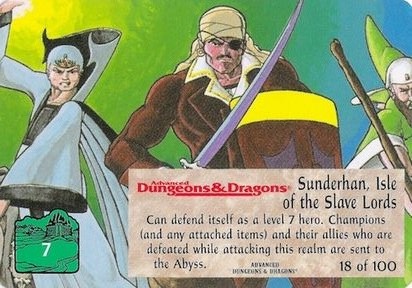 Advanced
Dungeons & Dragons®
Sunderhan, Isle
of the Slave Lords
Can defend itself as a level 7 hero. Champions
(and any attached items) and their allies who are
defeated while attacking this realm are sent to
the Abyss.
ADVANCED
DUNGEONS & DRAGONS®
18 of 100
7